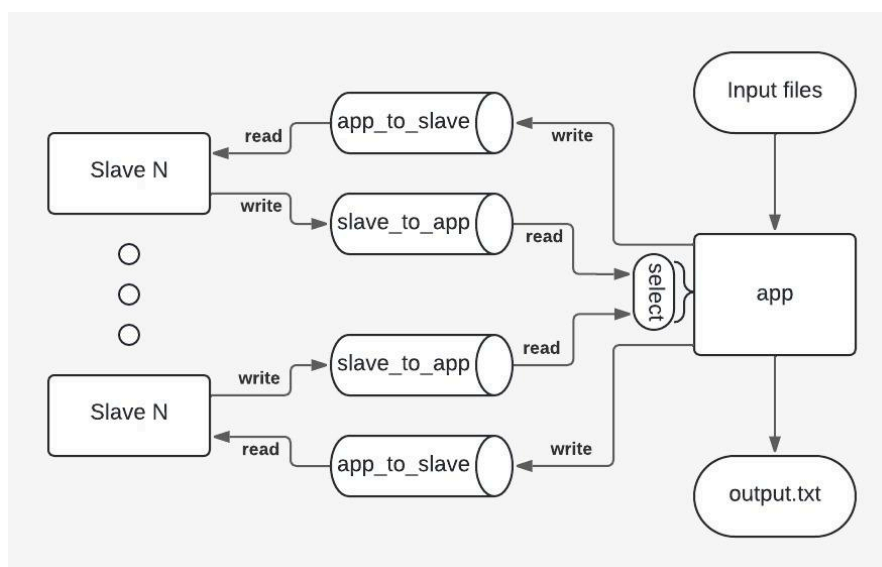 Input files
app_to_slave
read
write
Slave N
write
slave_to_app
read
select
app
slave_to_app
read
write
Slave N
read
app_to_slave
write
output.txt